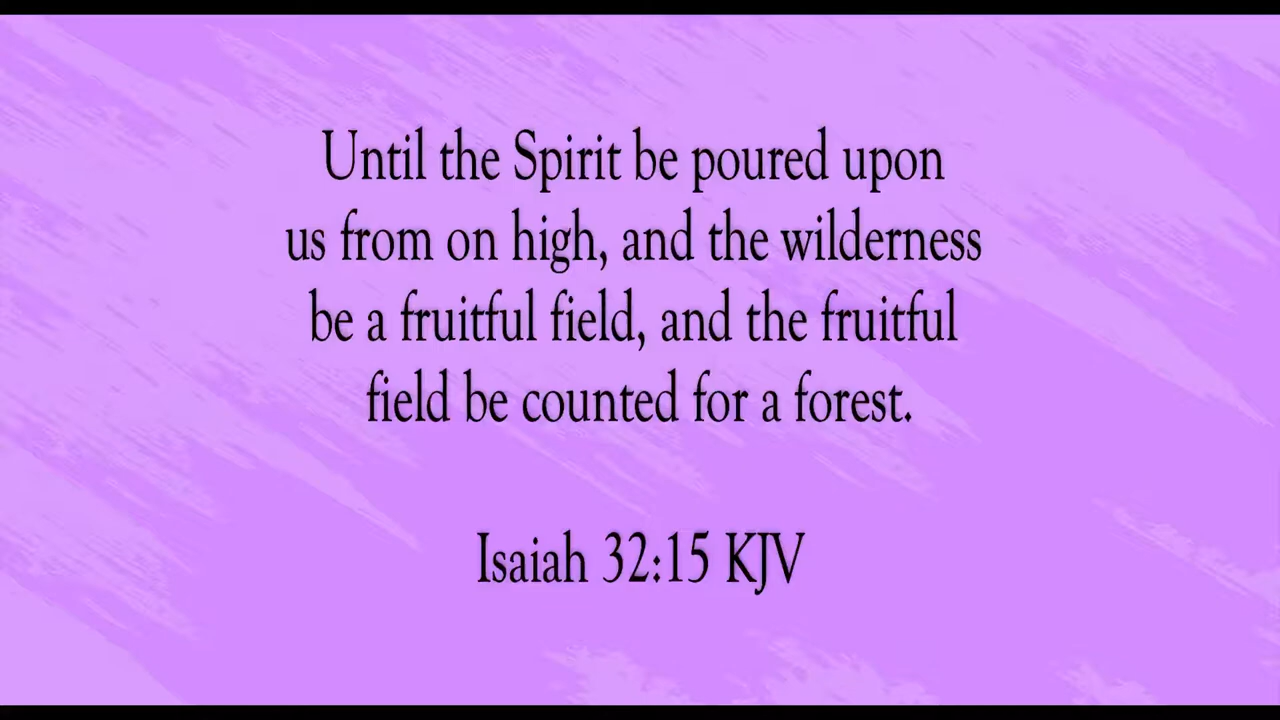 Until the Spirit be poured upon
us from on high, and the wilderness
be a fruitful field, and the fruitful
field be counted for a forest.
Isaiah 32:15 KJV